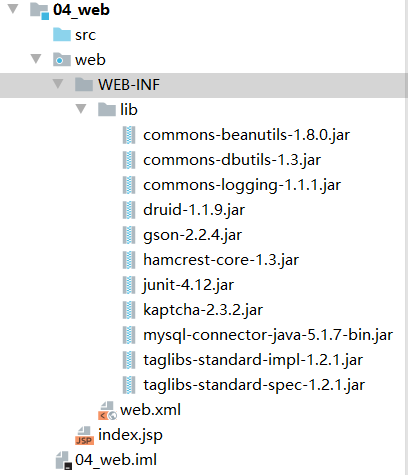 04_web
src
web
WEB-INF
lib
commons-beanutils-1.8.0.jar
commons-dbutils-1.3.jar
commons-logging-1.1.1.jar
druid-1.1.9.jar
gson-2.2.4.jar
hamcrest-core-1.3.jar
junit-4.12.jar
kaptcha-2.3.2.jar
mysql-connector-java-5.1.7-bin.jar
taglibs-standard-impl-1.2.1.jar
taglibs-standard-spec-1.2.1.jar
web.xml
JSP index.jsp
04_web.iml